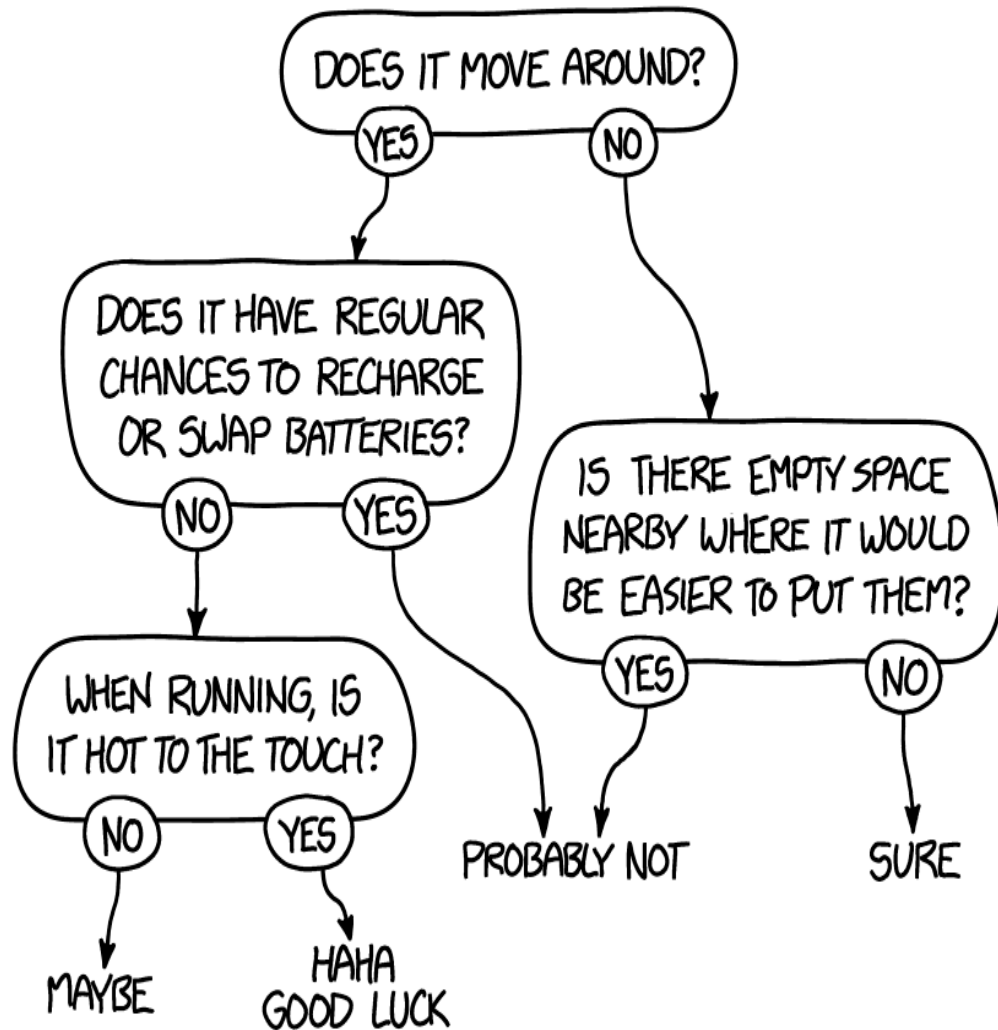 DOES IT MOVE AROUND?
YES
NO
DOES IT HAVE REGULAR
CHANCES TO RECHARGE
OR SWAP BATTERIES?
NO
YES
IS THERE EMPTY SPACE
NEARBY WHERE IT WOULD
BE EASIER TO PUT THEM?
YES
NO
WHEN RUNNING, IS
IT HOT TO THE TOUCH?
NO
YES
PROBABLY NOT
SURE
MAYBE
HAHA
GOOD LUCK